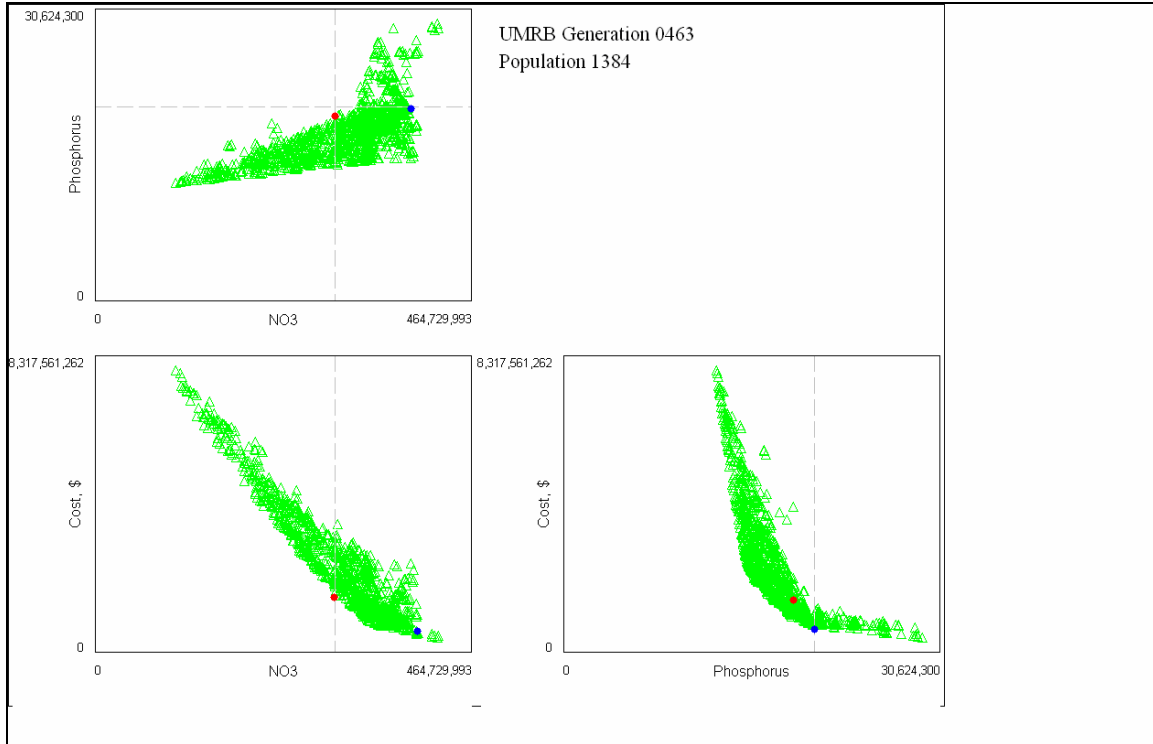 30,624,300
UMRB Generation 0463
Population 1384
Phosphorus
0
0
NO3
464,729,993
8,317,561,262
Cost, $
0
0
NO3
464,729,993
8,317,561,262
Cost, $
0
0
Phosphorus
30,624,300